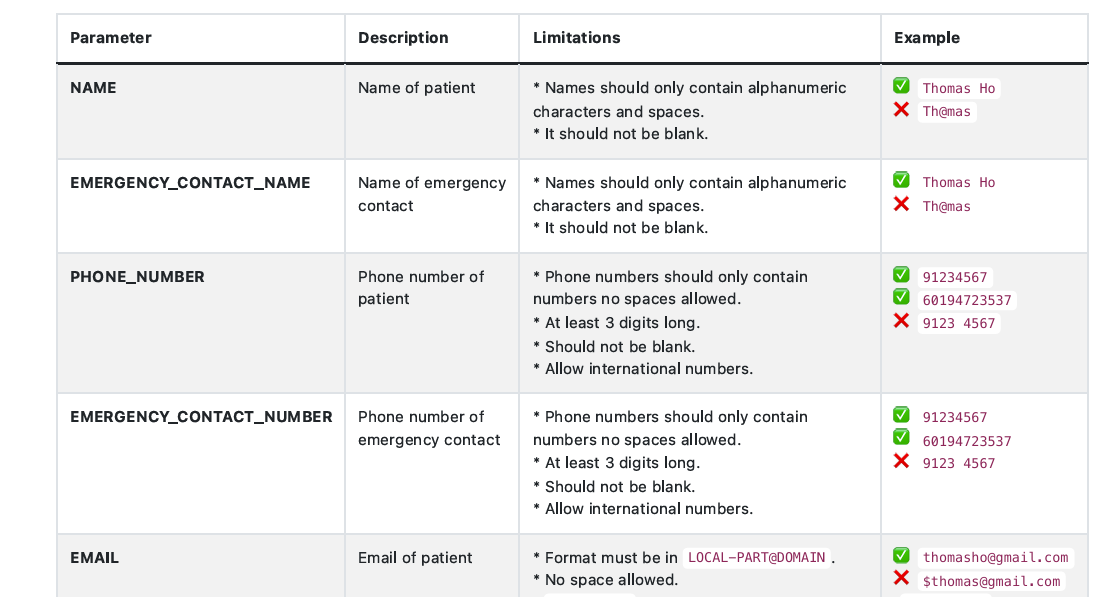 Parameter Description Limitations Example
NAME Name of patient * Names should only contain alphanumeric ✅ Thomas Ho
characters and spaces. ❌ Th@mas
* It should not be blank.
EMERGENCY_CONTACT_NAME Name of emergency * Names should only contain alphanumeric ✅ Thomas Ho
contact characters and spaces. ❌ Th@mas
* It should not be blank.
PHONE_NUMBER Phone number of * Phone numbers should only contain ✅ 91234567
patient numbers no spaces allowed. ✅ 60194723537
* At least 3 digits long. ❌ 9123 4567
* Should not be blank.
* Allow international numbers.
EMERGENCY_CONTACT_NUMBER Phone number of * Phone numbers should only contain ✅ 91234567
emergency contact numbers no spaces allowed. ✅ 60194723537
* At least 3 digits long. ❌ 9123 4567
* Should not be blank.
* Allow international numbers.
EMAIL Email of patient * Format must be in LOCAL-PART@DOMAIN . ✅ thomasho@gmail.com
* No space allowed. ❌ $thomas@gmail.com